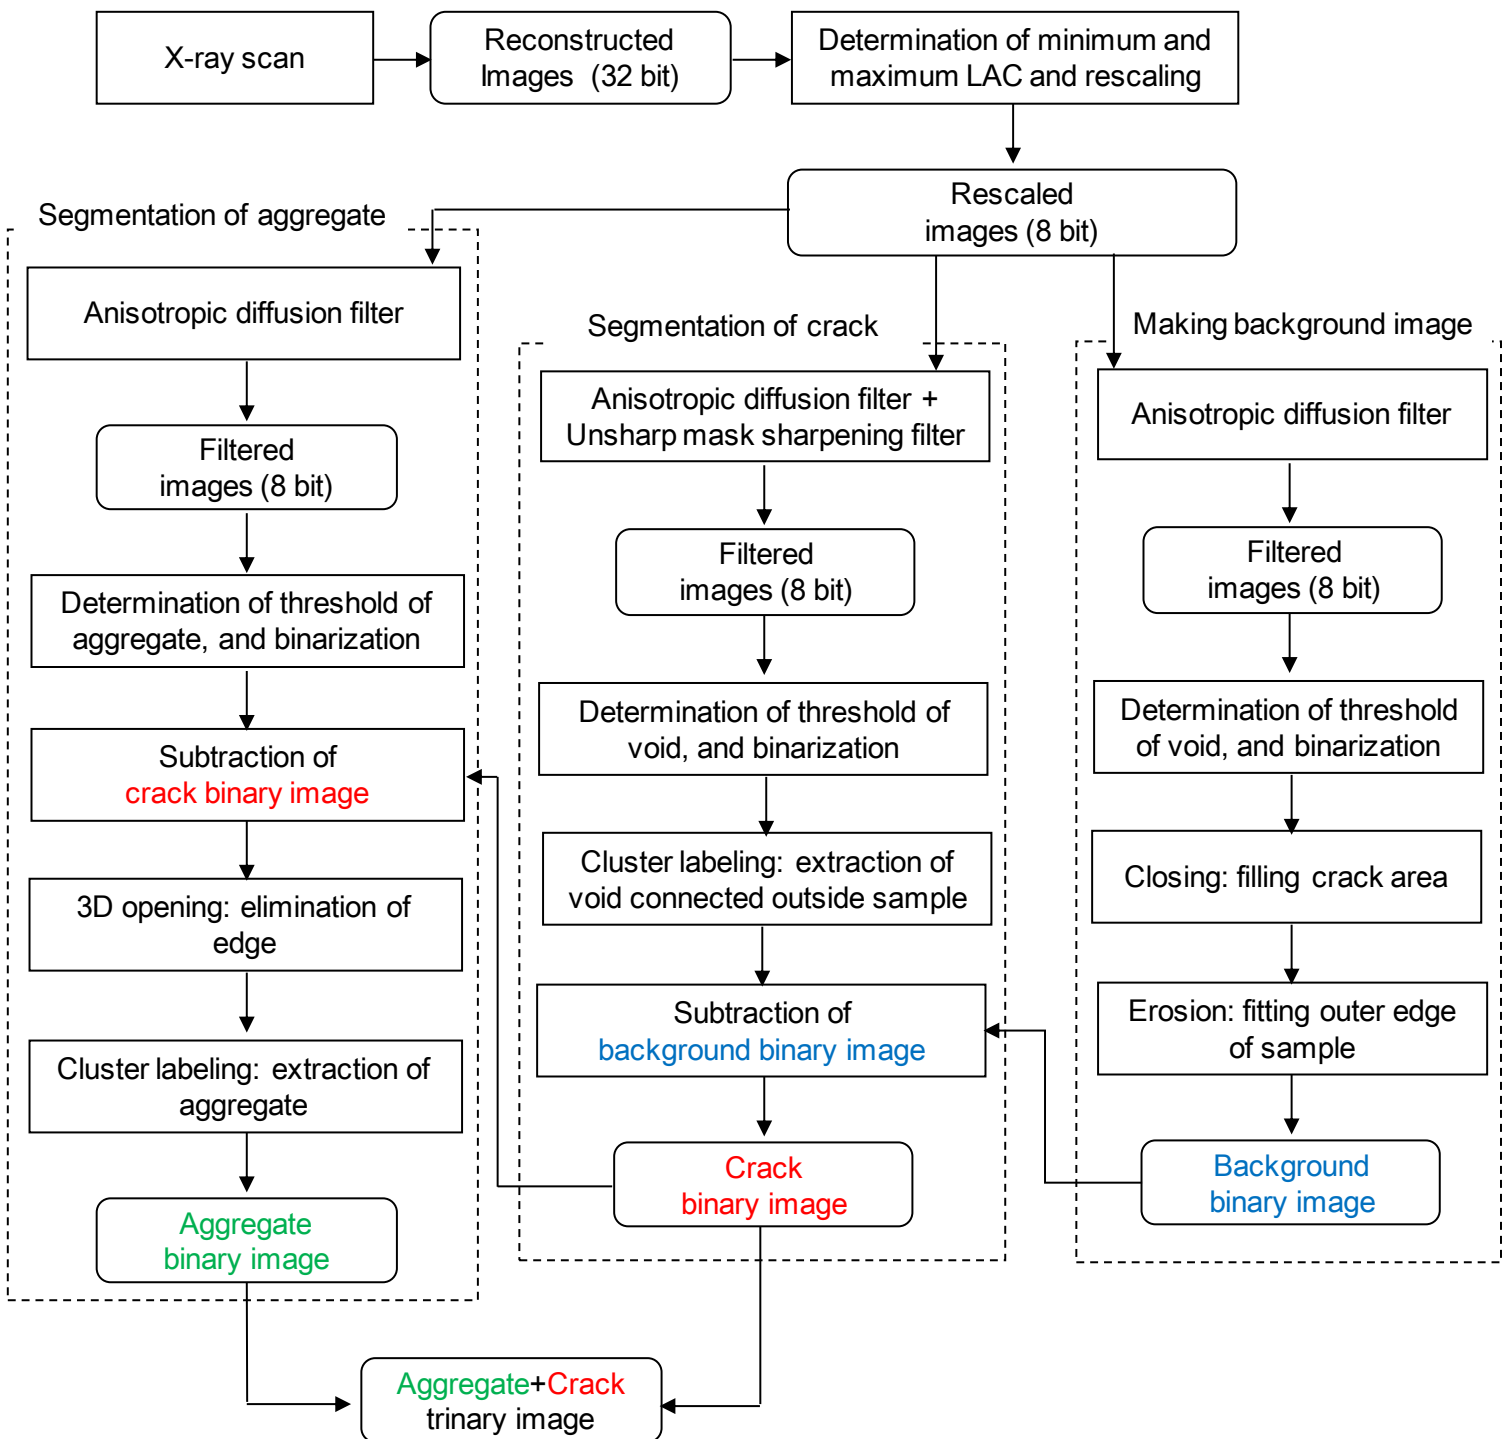 X-ray scan
Reconstructed
Images (32 bit)
Determination of minimum and
maximum LAC and rescaling
Rescaled
images (8 bit)
Segmentation of aggregate
Anisotropic diffusion filter
Filtered
images (8 bit)
Determination of threshold of
aggregate, and binarization
Subtraction of
crack binary image
3D opening: elimination of
edge
Cluster labeling: extraction of
aggregate
Aggregate
binary image
Segmentation of crack
Anisotropic diffusion filter +
Unsharp mask sharpening filter
Filtered
images (8 bit)
Determination of threshold of
void, and binarization
Cluster labeling: extraction of
void connected outside sample
Subtraction of
background binary image
Crack
binary image
Making background image
Anisotropic diffusion filter
Filtered
images (8 bit)
Determination of threshold
of void, and binarization
Closing: filling crack area
Erosion: fitting outer edge
of sample
Background
binary image
Aggregate+Crack
trinary image